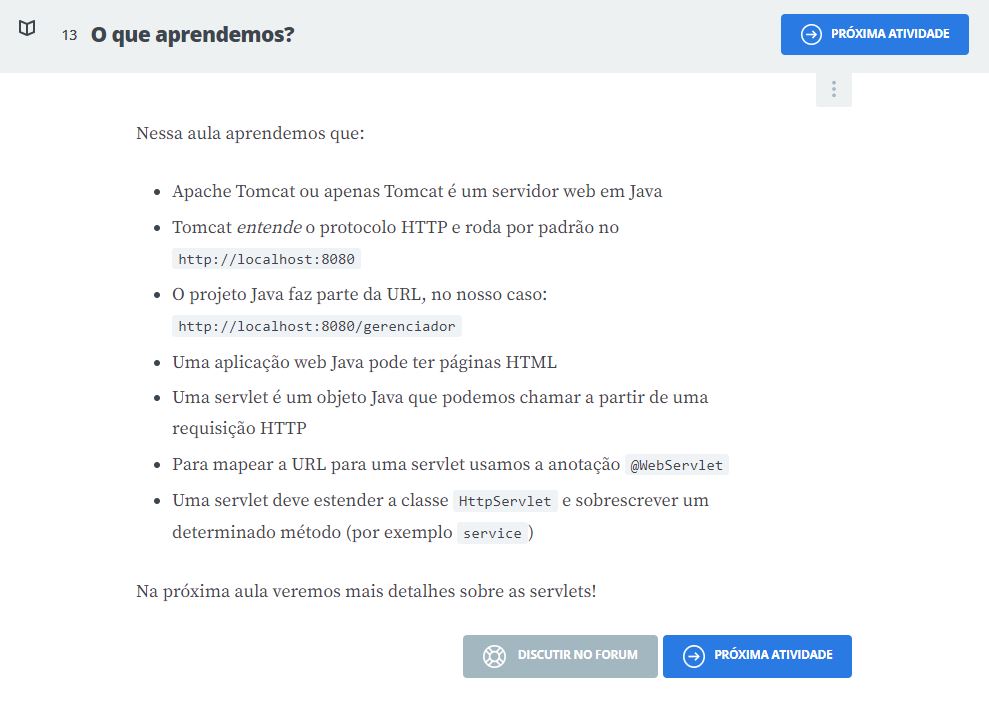 13 O que aprendemos?
PRÓXIMA ATIVIDADE
Nessa aula aprendemos que:
Apache Tomcat ou apenas Tomcat é um servidor web em Java
Tomcat entende o protocolo HTTP e roda por padrão no
http://localhost:8080
O projeto Java faz parte da URL, no nosso caso:
http://localhost:8080/gerenciador
Uma aplicação web Java pode ter páginas HTML
Uma servlet é um objeto Java que podemos chamar a partir de uma
requisição HTTP
Para mapear a URL para uma servlet usamos a anotação @WebServlet
Uma servlet deve estender a classe HttpServlet e sobrescrever um
determinado método (por exemplo service )
Na próxima aula veremos mais detalhes sobre as servlets!
DISCUTIR NO FORUM
PRÓXIMA ATIVIDADE